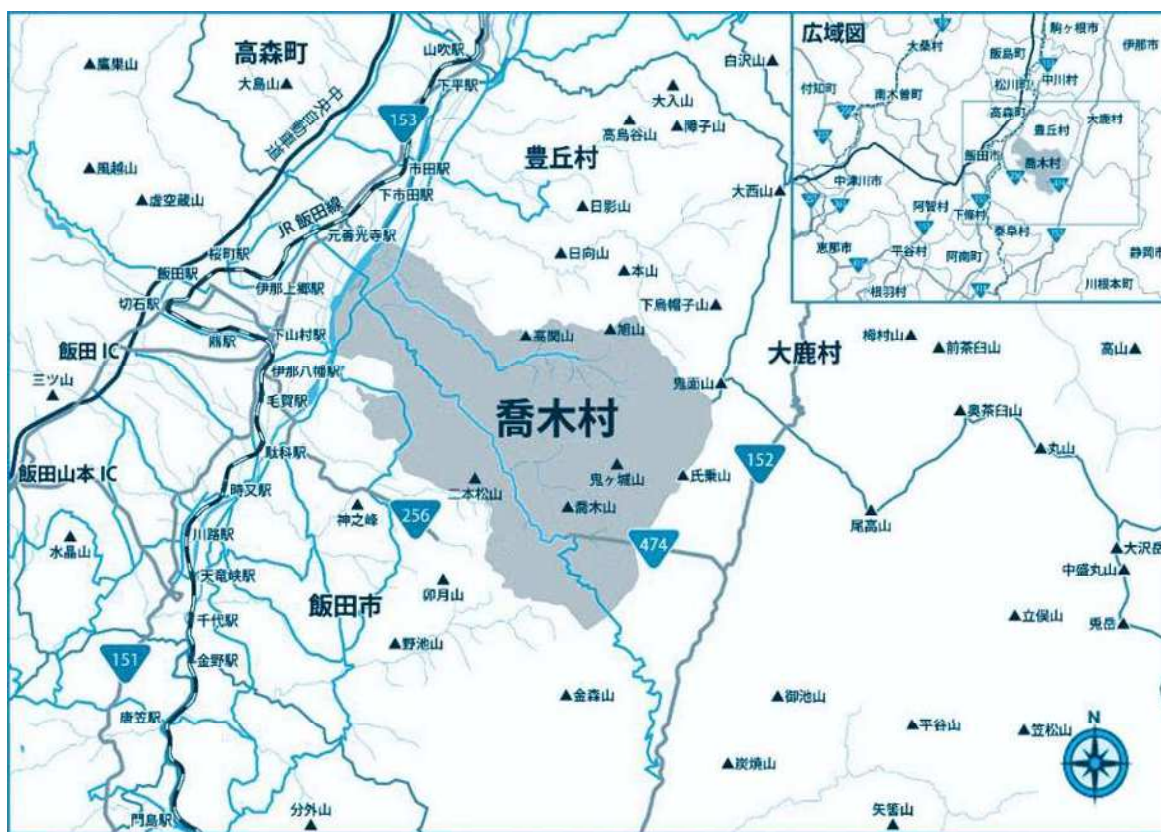 高森町
山吹駅
白沢山
鷹巣山
大島山
下平駅
大入山
中央自動車道
153
高鳥谷山
障子山
豊丘村
市田駅
風越山
下市田駅
大西山
虚空蔵山
日影山
JR 飯田線
元善光寺駅
桜町駅
日向山
飯田駅
本山
伊那上郷駅
切石駅
下烏帽子山
下山村駅
高関山
旭山
鼎駅
飯田 IC
大鹿村
梅村山
前茶臼山
高山
伊那八幡駅
三ツ山
鬼面山
毛賀駅
喬木村
奥茶臼山
駄科駅
丸山
152
飯田山本 IC
鬼ヶ城山
氏乗山
二本松山
時又駅
神之峰
256
喬木山
尾高山
水晶山
川路駅
474
大沢岳
天竜峡駅
中盛丸山
卯月山
飯田市
千代駅
立俣山
兎岳
野池山
151
金野駅
金森山
御池山
唐笠駅
平谷山
笠松山
N
炭焼山
門島駅
分外山
矢筈山
広域図
駒ヶ根市
大桑村
飯島町
伊那市
中川村
松川町
付知町
南木曽町
高森町
大鹿村
豊丘村
飯田市
喬木村
中津川市
阿智村
下條村
泰阜村
恵那市
平谷村
阿南町
静岡市
根羽村
川根本町